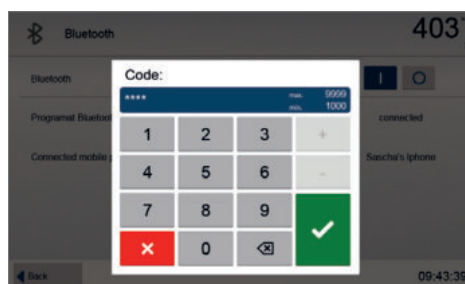 Bluetooth
403
Code:
**** max. 9999
min. 1000
Bluetooth I O
Programat Bluetoot connected
Connected mobile p Sascha's Iphone
1 2 3 +
4 5 6 -
7 8 9
0
Back 09:43:39